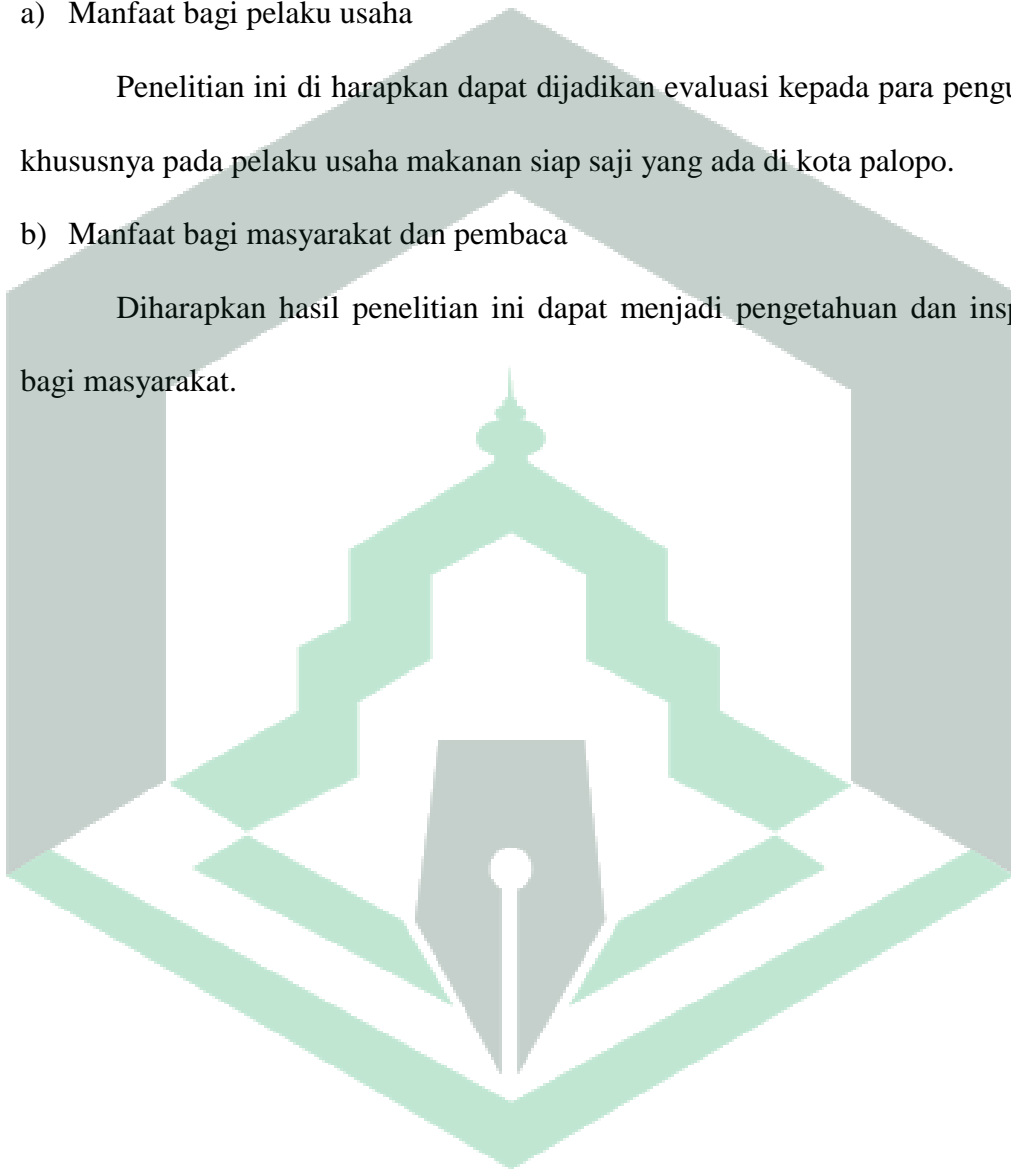 a) Manfaat bagi pelaku usaha
Penelitian ini di harapkan dapat dijadikan evaluasi kepada para
khususnya pada pelaku usaha makanan siap saji yang ada di kota palopo.
b) Manfaat bagi masyarakat dan pembaca
Diharapkan hasil penelitian ini dapat menjadi pengetahuan dan
bagi masyarakat.